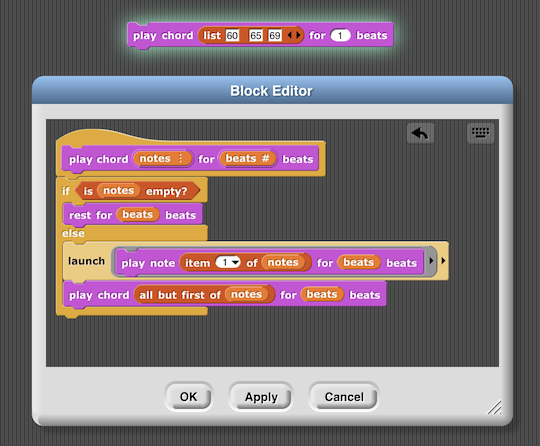 play chord list 60 65 69 for 1 beats
Block Editor
play chord notes ⋮ for beats # beats
if is notes empty?
rest for beats beats
else
launch play note item 1 of notes for beats beats
play chord all but first of notes for beats beats
OK Apply Cancel